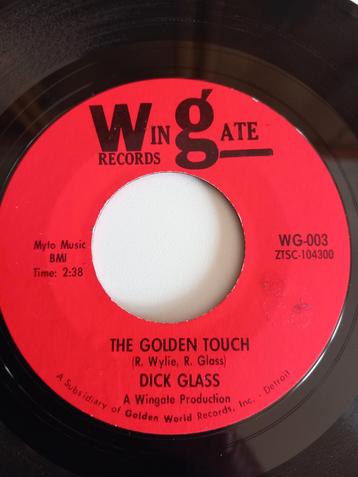 WinGate
RECORDS
Myto Music
BMI
Time: 2:38
WG-003
ZTSC-104300
THE GOLDEN TOUCH
(R. Wylie, R. Glass)
DICK GLASS
A Wingate Production
A Subsidiary of Golden World Records, Inc. - Detroit